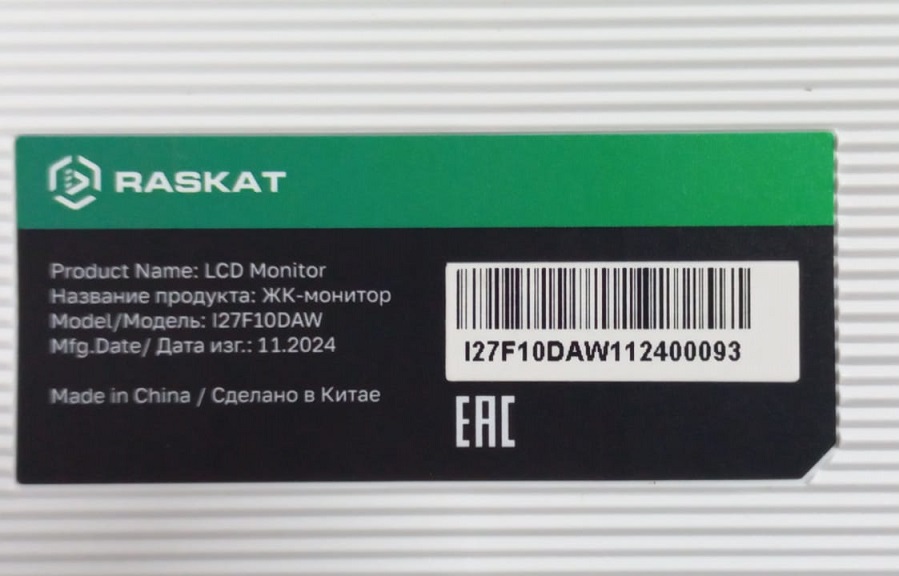 RASKAT
Product Name: LCD Monitor
Название продукта: ЖК-монитор
Model/Модель: I27F10DAW
Mfg.Date/ Дата изг.: 11.2024
Made in China / Сделано в Китае
I27F10DAW112400093
EAC